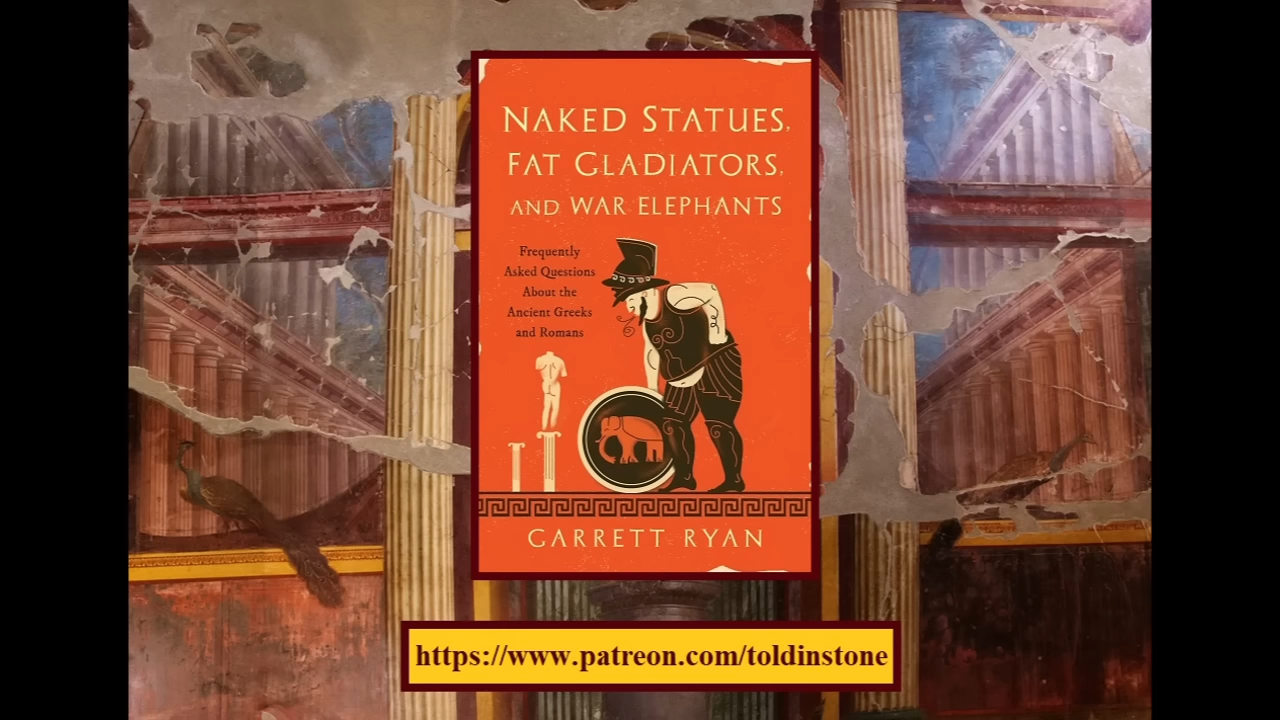 NAKED STATUES,
FAT GLADIATORS,
AND WAR ELEPHANTS
Frequently
Asked Questions
About the
Ancient Greeks
and Romans
GARRETT RYAN
https://www.patreon.com/toldinstone